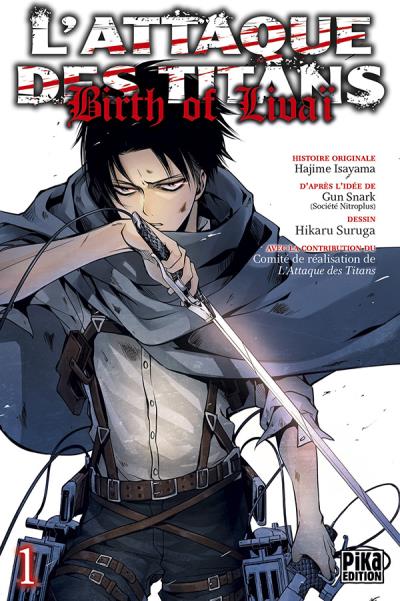 L'ATTAQUE
DES TITANS
Birth of Livaï
HISTOIRE ORIGINALE
Hajime Isayama
D'APRÈS L'IDÉE DE
Gun Snark
(Société Nitroplus)
DESSIN
Hikaru Suruga
AVEC LA CONTRIBUTION DU
Comité de réalisation de
L'Attaque des Titans
1
PiKA
EDITION